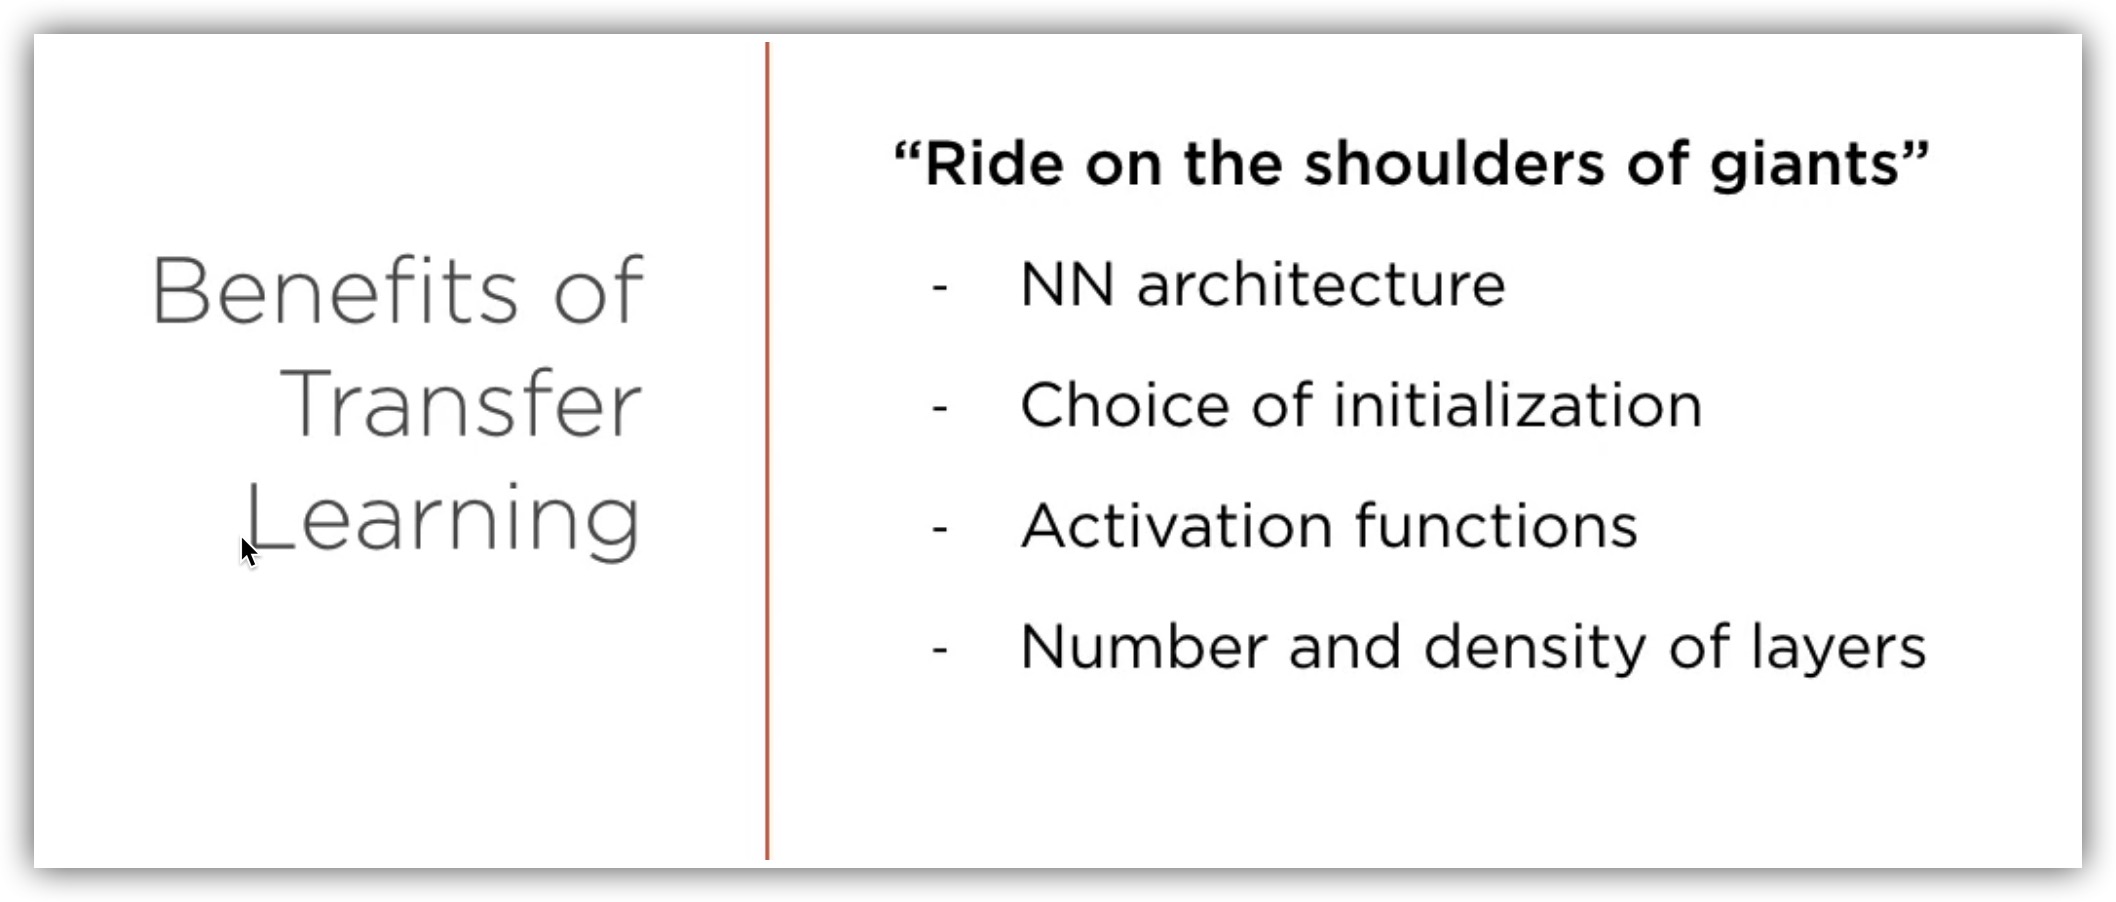 Benefits of
Transfer
Learning
“Ride on the shoulders of giants”
- NN architecture
- Choice of initialization
- Activation functions
- Number and density of layers